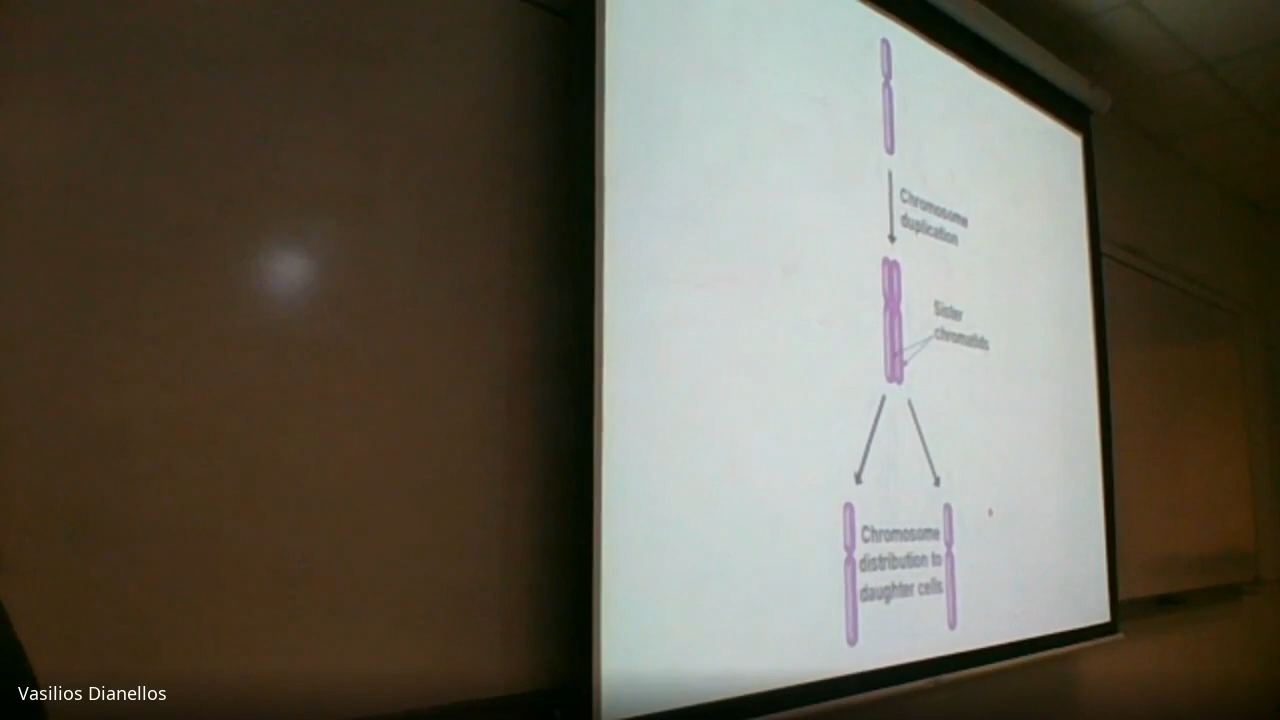 Chromosome
duplication
Sister
chromatids
Chromosome
distribution to
daughter cells
Vasilios Dianellos